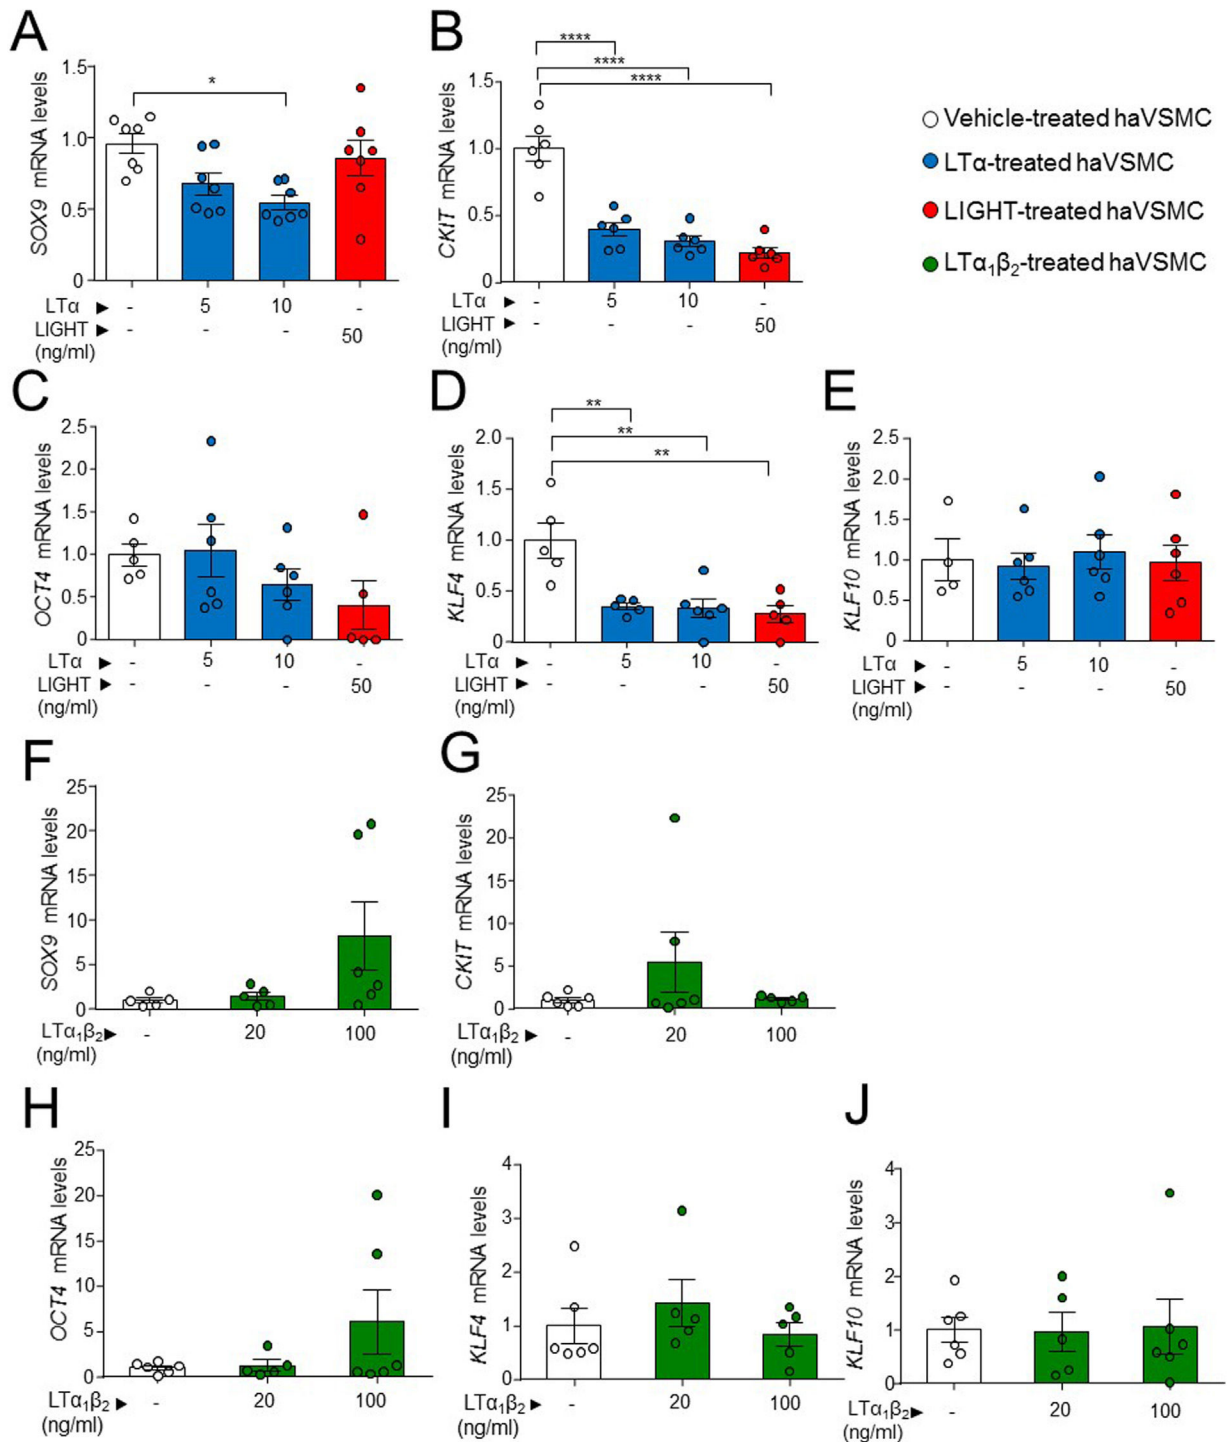 A
SOX9 mRNA levels
1.5
1.0
0.5
0
*
LTα ► - 5 10 -
LIGHT ► - - - 50
(ng/ml)
B
CKIT mRNA levels
1.5
1.0
0.5
0
****
****
****
LTα ► - 5 10 -
LIGHT ► - - - 50
(ng/ml)
Vehicle-treated haVSMC
LTα-treated haVSMC
LIGHT-treated haVSMC
LTα₁β₂-treated haVSMC
C
OCT4 mRNA levels
2.5
2.0
1.5
1.0
0.5
0
LTα ► - 5 10 -
LIGHT ► - - - 50
(ng/ml)
D
KLF4 mRNA levels
2.0
1.5
1.0
0.5
0
**
**
**
LTα ► - 5 10 -
LIGHT ► - - - 50
(ng/ml)
E
KLF10 mRNA levels
2.5
2.0
1.5
1.0
0.5
0
LTα ► - 5 10 -
LIGHT ► - - - 50
(ng/ml)
F
SOX9 mRNA levels
25
20
15
10
5
0
LTα₁β₂ ► - 20 100
(ng/ml)
G
CKIT mRNA levels
25
20
15
10
5
0
LTα₁β₂ ► - 20 100
(ng/ml)
H
OCT4 mRNA levels
25
20
15
10
5
0
LTα₁β₂ ► - 20 100
(ng/ml)
I
KLF4 mRNA levels
4
3
2
1
0
LTα₁β₂ ► - 20 100
(ng/ml)
J
KLF10 mRNA levels
4
3
2
1
0
LTα₁β₂ ► - 20 100
(ng/ml)